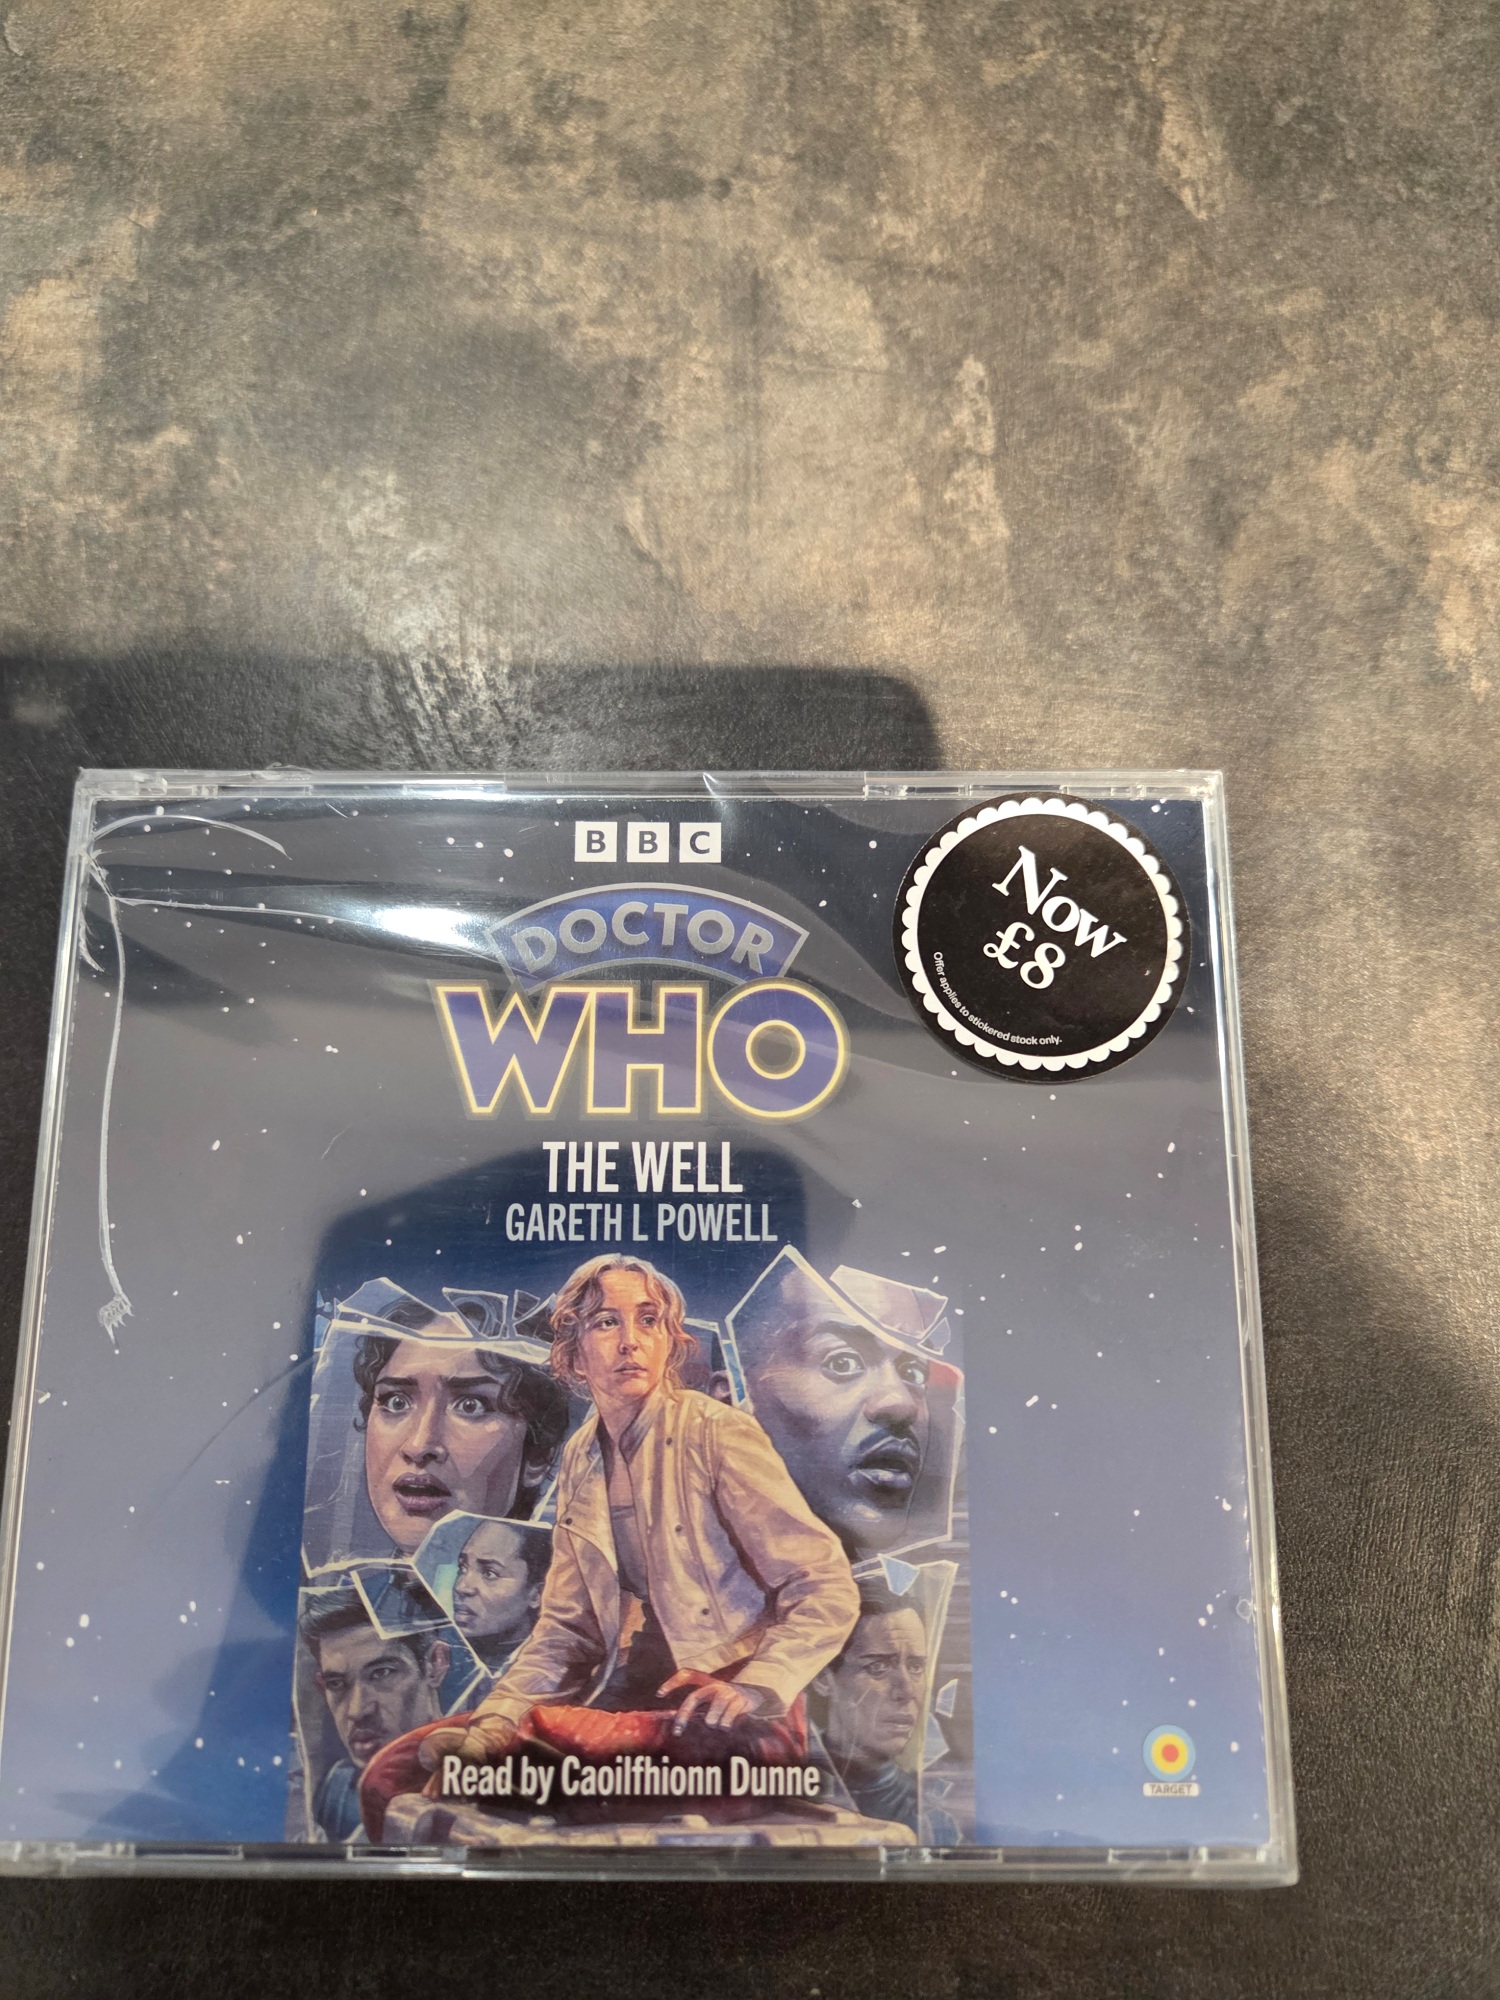 BBC
DOCTOR
WHO
THE WELL
GARETH L POWELL
Now
£8
Offer applies to stickered stock only.
Read by Caoilfhionn Dunne
TARGET